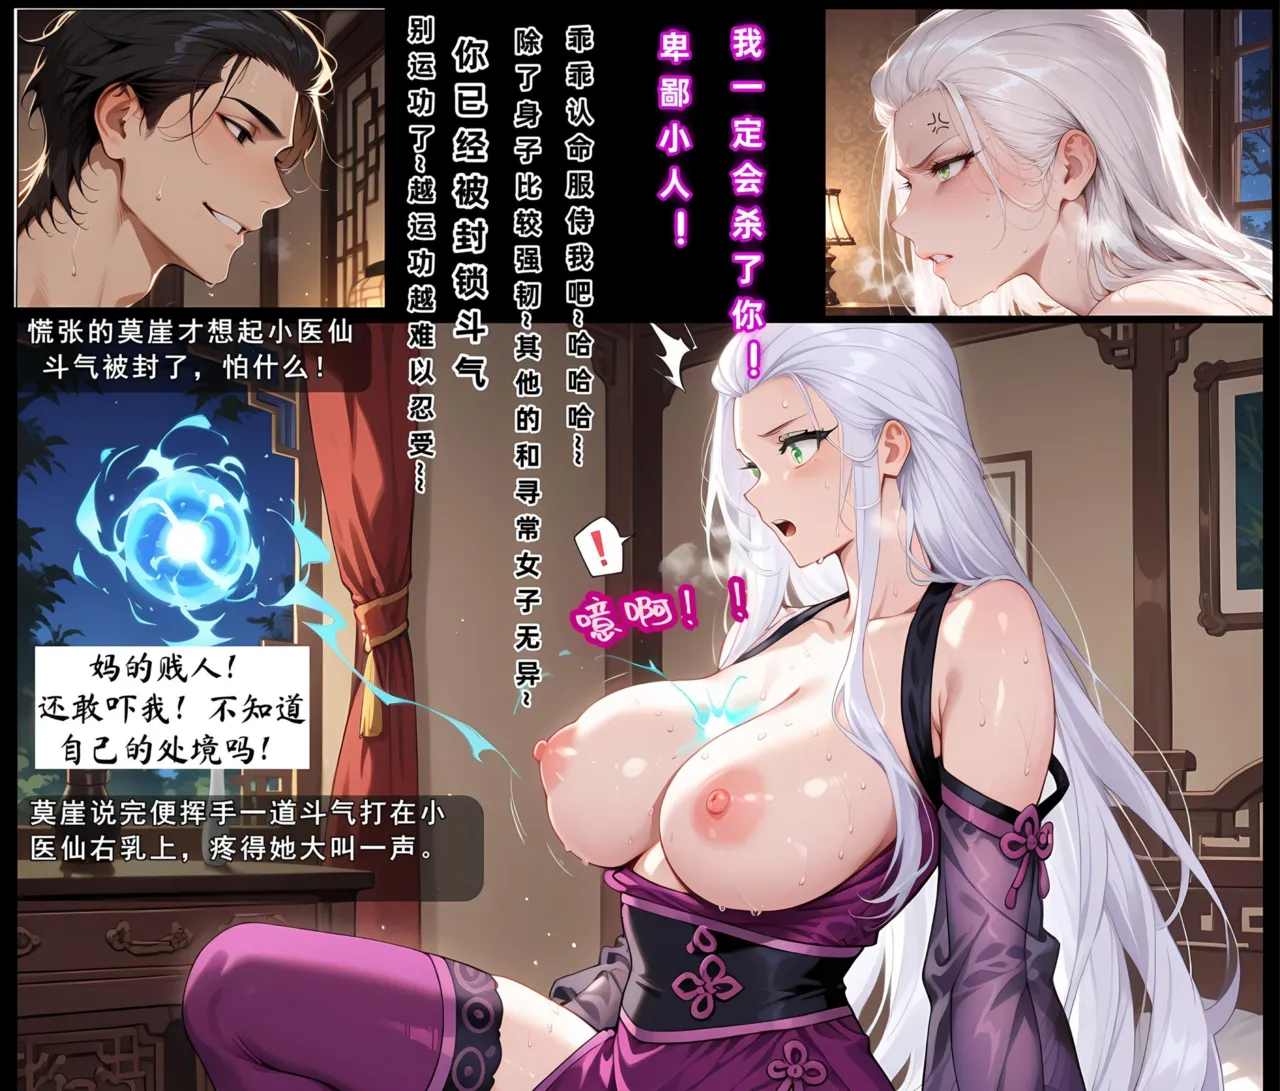 我一定会杀了你！
卑鄙小人！
乖乖认命服侍我吧~哈哈哈~~
除了身子比较强韧~其他的和寻常女子无异~
你已经被封锁斗气
别运功了~越运功越难以忍受~~
慌张的莫崖才想起小医仙
斗气被封了，怕什么！
！
噫啊！！
妈的贱人！
还敢吓我！不知道
自己的处境吗！
莫崖说完便挥手一道斗气打在小
医仙右乳上，疼得她大叫一声。